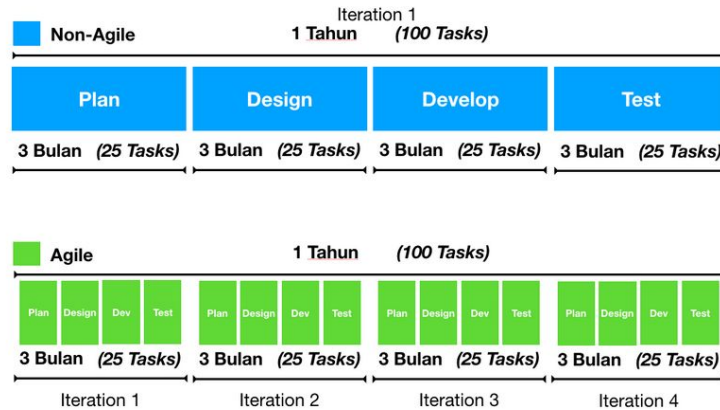 Iteration 1
Non-Agile 1 Tahun (100 Tasks)
Plan Design Develop Test
3 Bulan (25 Tasks) 3 Bulan (25 Tasks) 3 Bulan (25 Tasks) 3 Bulan (25 Tasks)
Agile 1 Tahun (100 Tasks)
Plan Design Dev Test Plan Design Dev Test Plan Design Dev Test Plan Design Dev Test
3 Bulan (25 Tasks) 3 Bulan (25 Tasks) 3 Bulan (25 Tasks) 3 Bulan (25 Tasks)
Iteration 1 Iteration 2 Iteration 3 Iteration 4